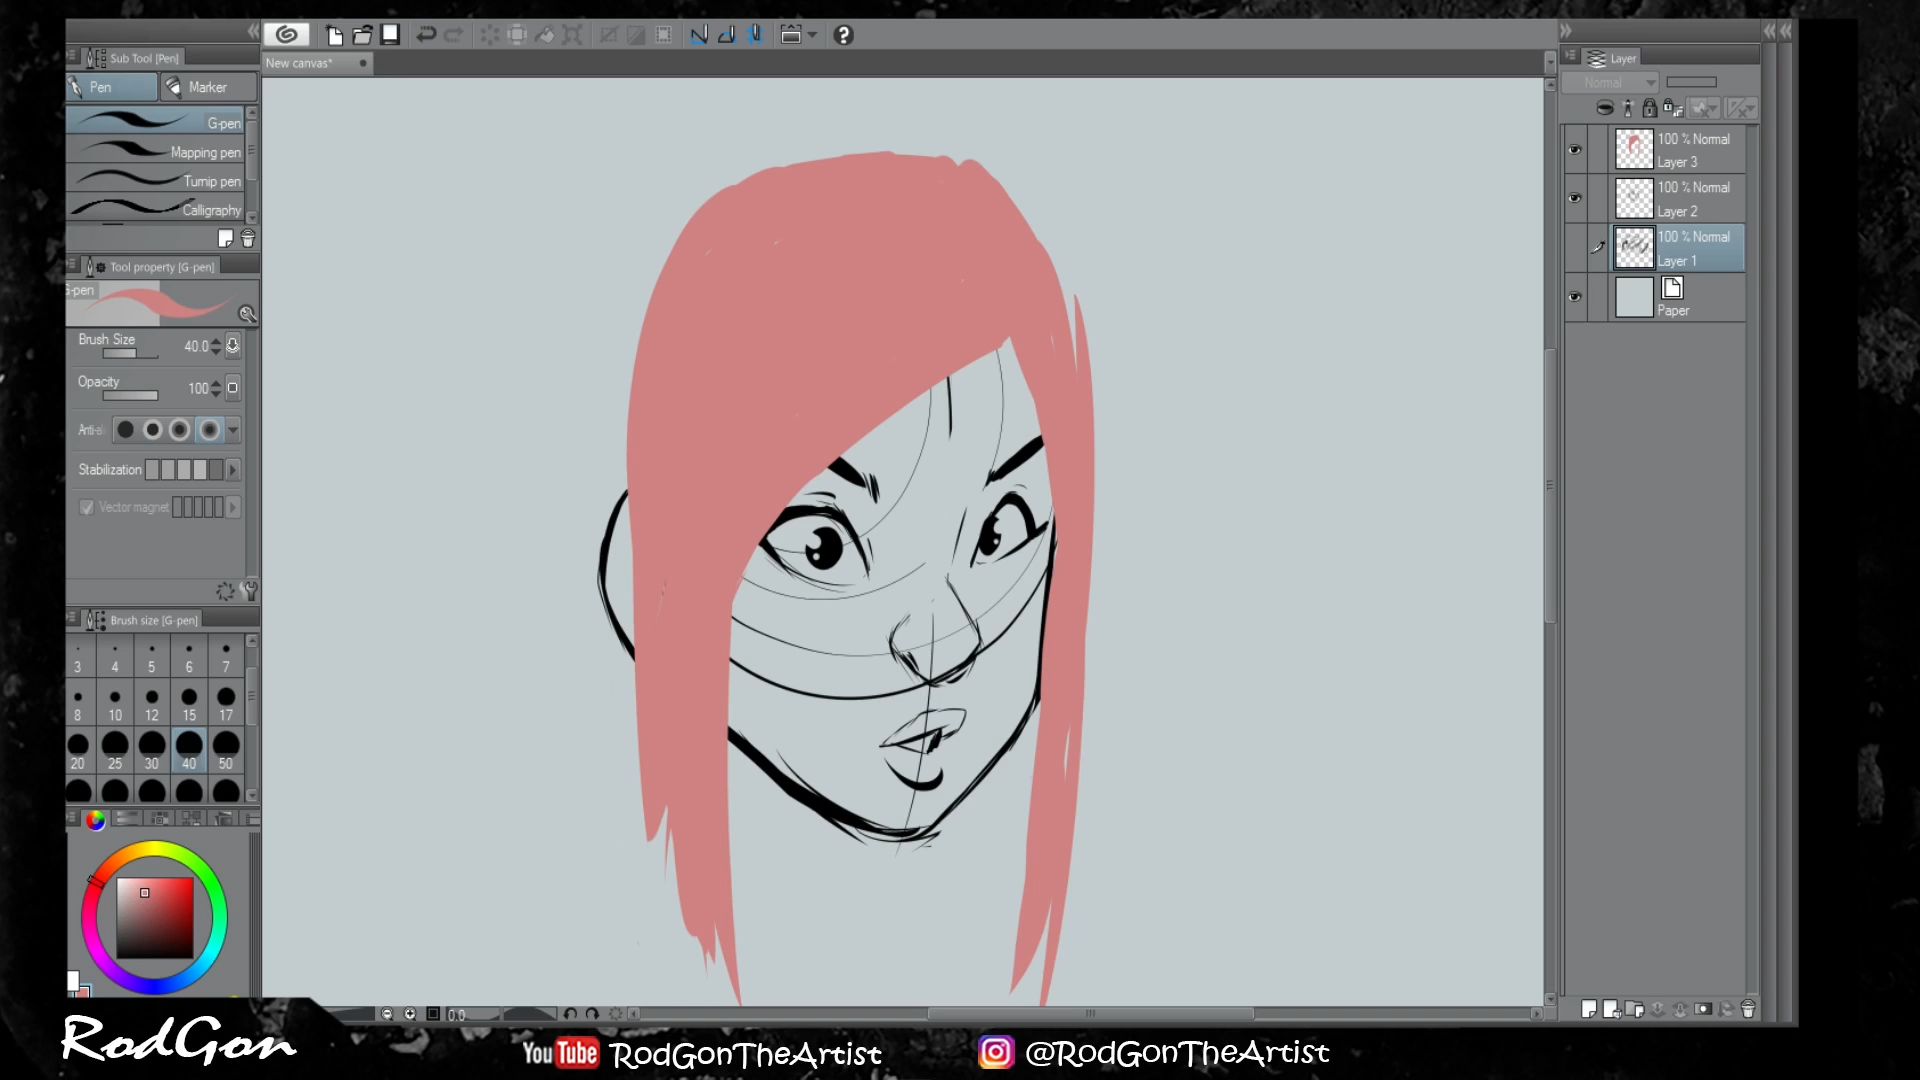 Sub Tool [Pen]
Pen
Marker
G-pen
Mapping pen
Turnip pen
Calligraphy
Tool property [G-pen]
G-pen
Brush Size
40.0
Opacity
100
Anti-ali
Stabilization
Vector magnet
Brush size [G-pen]
3 4 5 6 7
8 10 12 15 17
20 25 30 40 50
New canvas*
0.0
Layer
Normal
100 % Normal
Layer 3
100 % Normal
Layer 2
100 % Normal
Layer 1
Paper
RodGon
YouTube RodGonTheArtist
@RodGonTheArtist